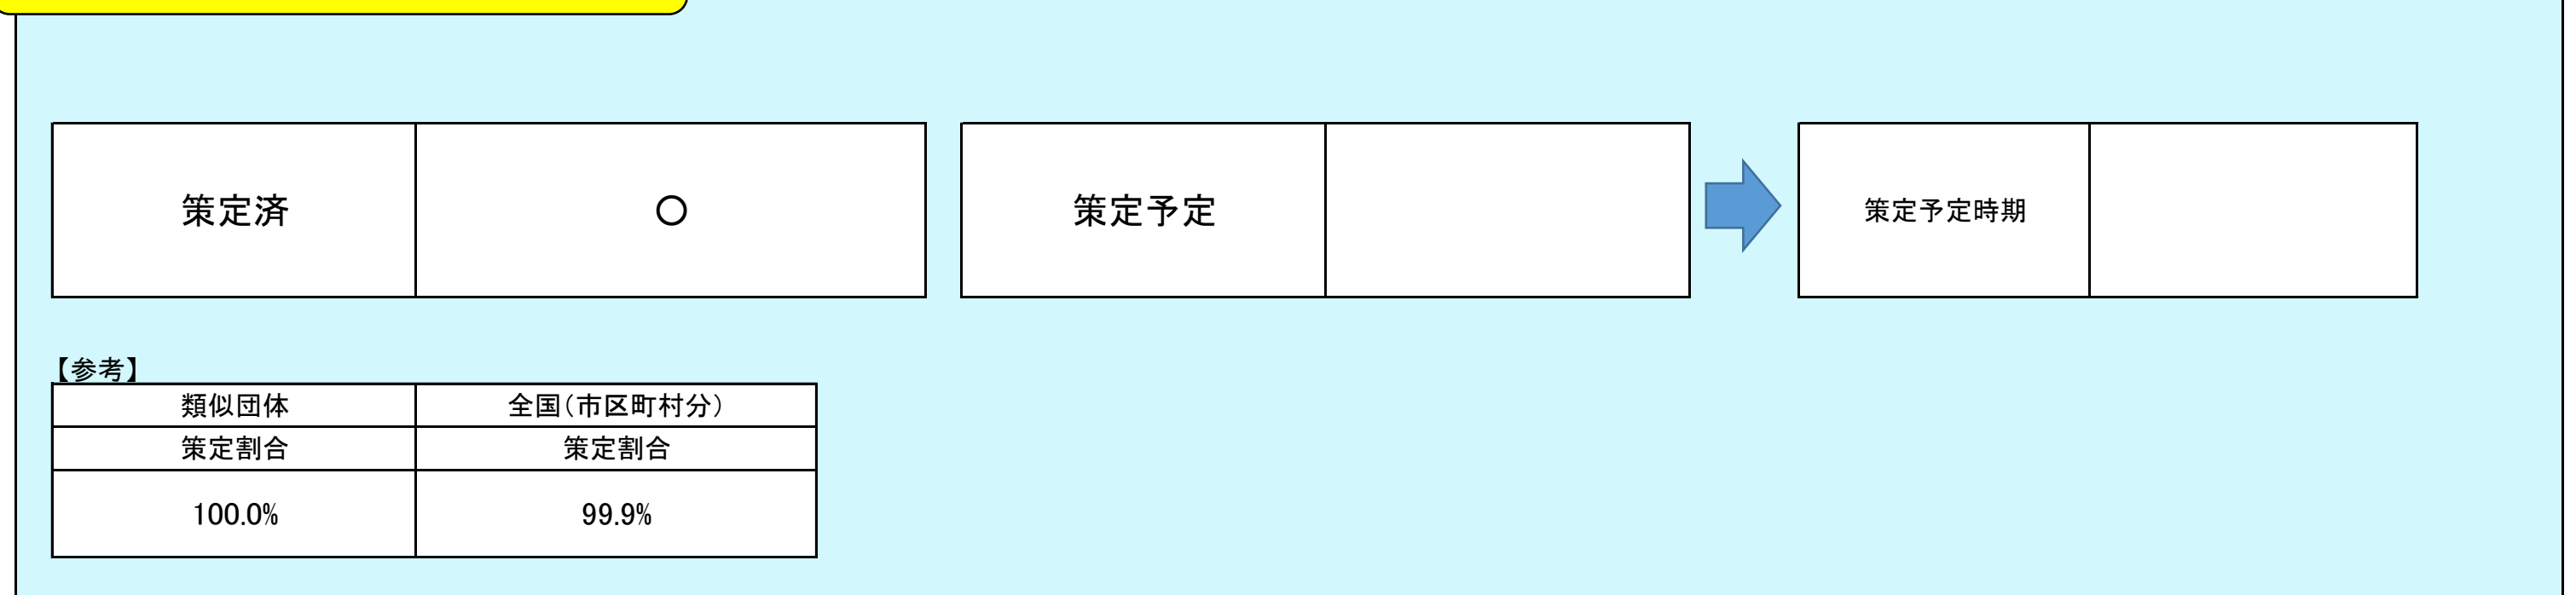 策定済 ○ 策定予定 策定予定時期
【参考】
類似団体 全国(市区町村分)
策定割合 策定割合
100.0% 99.9%